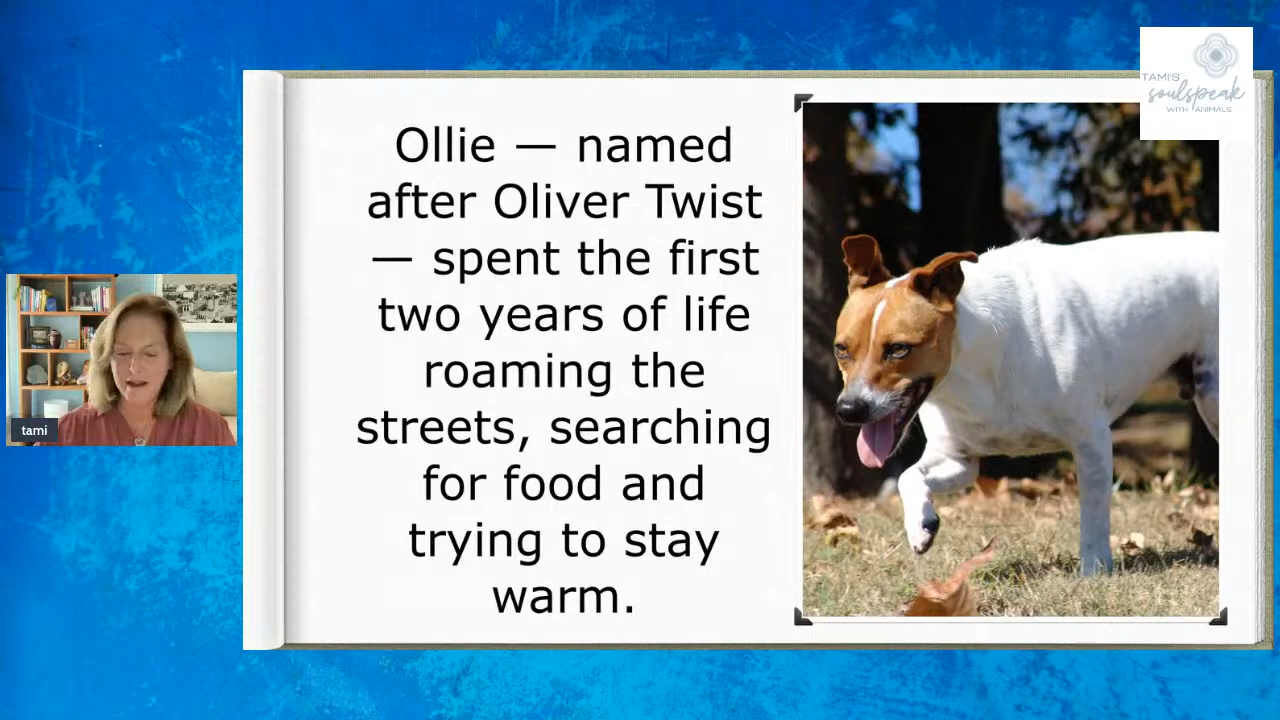 TAMI'S
soulspeak
WITH ANIMALS
Ollie — named
after Oliver Twist
— spent the first
two years of life
roaming the
streets, searching
for food and
trying to stay
warm.
tami